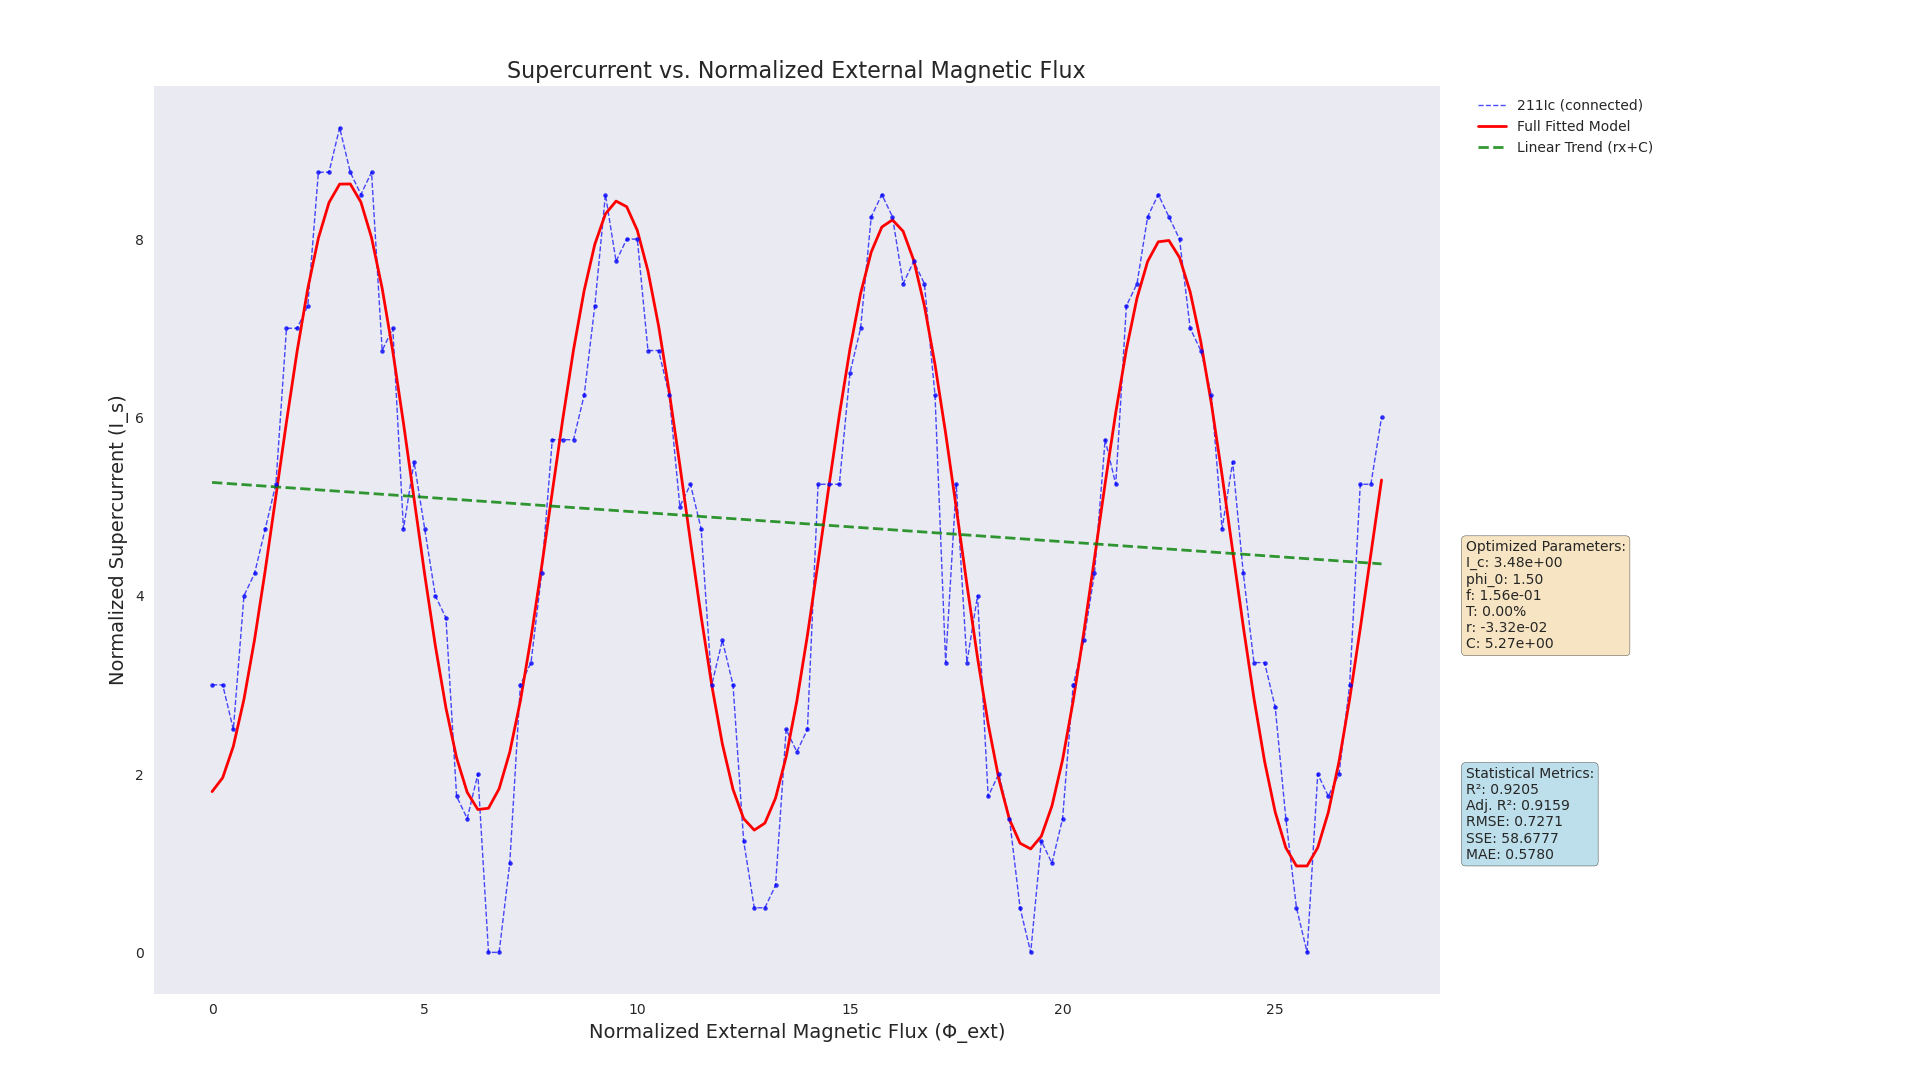 Supercurrent vs. Normalized External Magnetic Flux
211Ic (connected)
Full Fitted Model
Linear Trend (rx+C)
Normalized Supercurrent (I_s)
8
6
4
2
0
0 5 10 15 20 25
Normalized External Magnetic Flux (Φ_ext)
Optimized Parameters:
I_c: 3.48e+00
phi_0: 1.50
f: 1.56e-01
T: 0.00%
r: -3.32e-02
C: 5.27e+00
Statistical Metrics:
R²: 0.9205
Adj. R²: 0.9159
RMSE: 0.7271
SSE: 58.6777
MAE: 0.5780